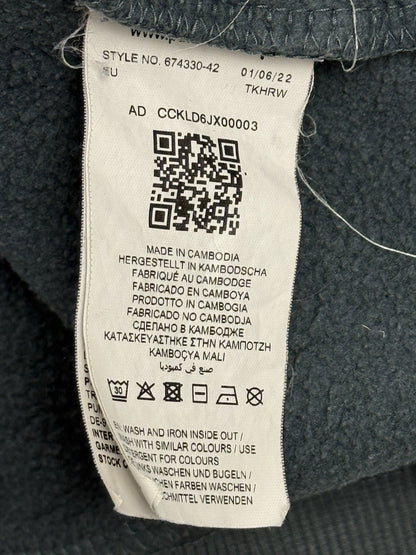 STYLE NO. 674330-42 01/06/22
EU TKHRW
AD CCKLD6JX00003
MADE IN CAMBODIA
HERGESTELLT IN KAMBODSCHA
FABRIQUÉ AU CAMBODGE
FABRICADO EN CAMBOYA
PRODOTTO IN CAMBOGIA
FABRICADO NO CAMBODJA
СДЕЛАНО В КАМБОДЖЕ
ΚΑΤΑΣΚΕΥΑΣΤΗΚΕ ΣΤΗΝ ΚΑΜΠΟΤΖΗ
KAMBOÇYA MALI
صنع في كمبوديا
30
EN: WASH AND IRON INSIDE OUT /
WASH WITH SIMILAR COLOURS / USE
DETERGENT FOR COLOURS
LINKS WASCHEN UND BUGELN /
FARBEN WASCHEN /